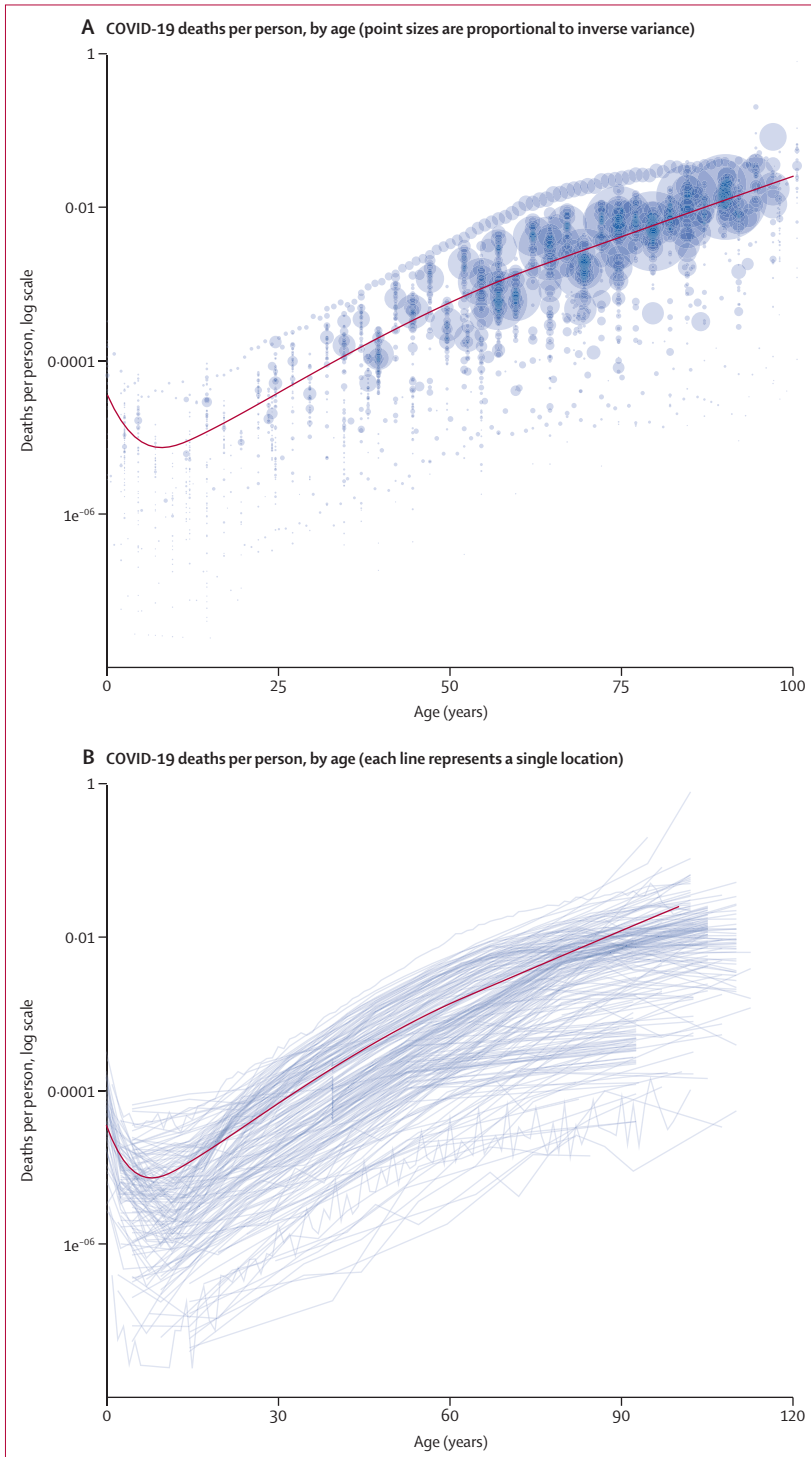 A COVID-19 deaths per person, by age (point sizes are proportional to inverse variance)
1
0·01
0·0001
1e⁻⁰⁶
Deaths per person, log scale
0
25
50
75
100
Age (years)
B COVID-19 deaths per person, by age (each line represents a single location)
1
0·01
0·0001
1e⁻⁰⁶
Deaths per person, log scale
0
30
60
90
120
Age (years)